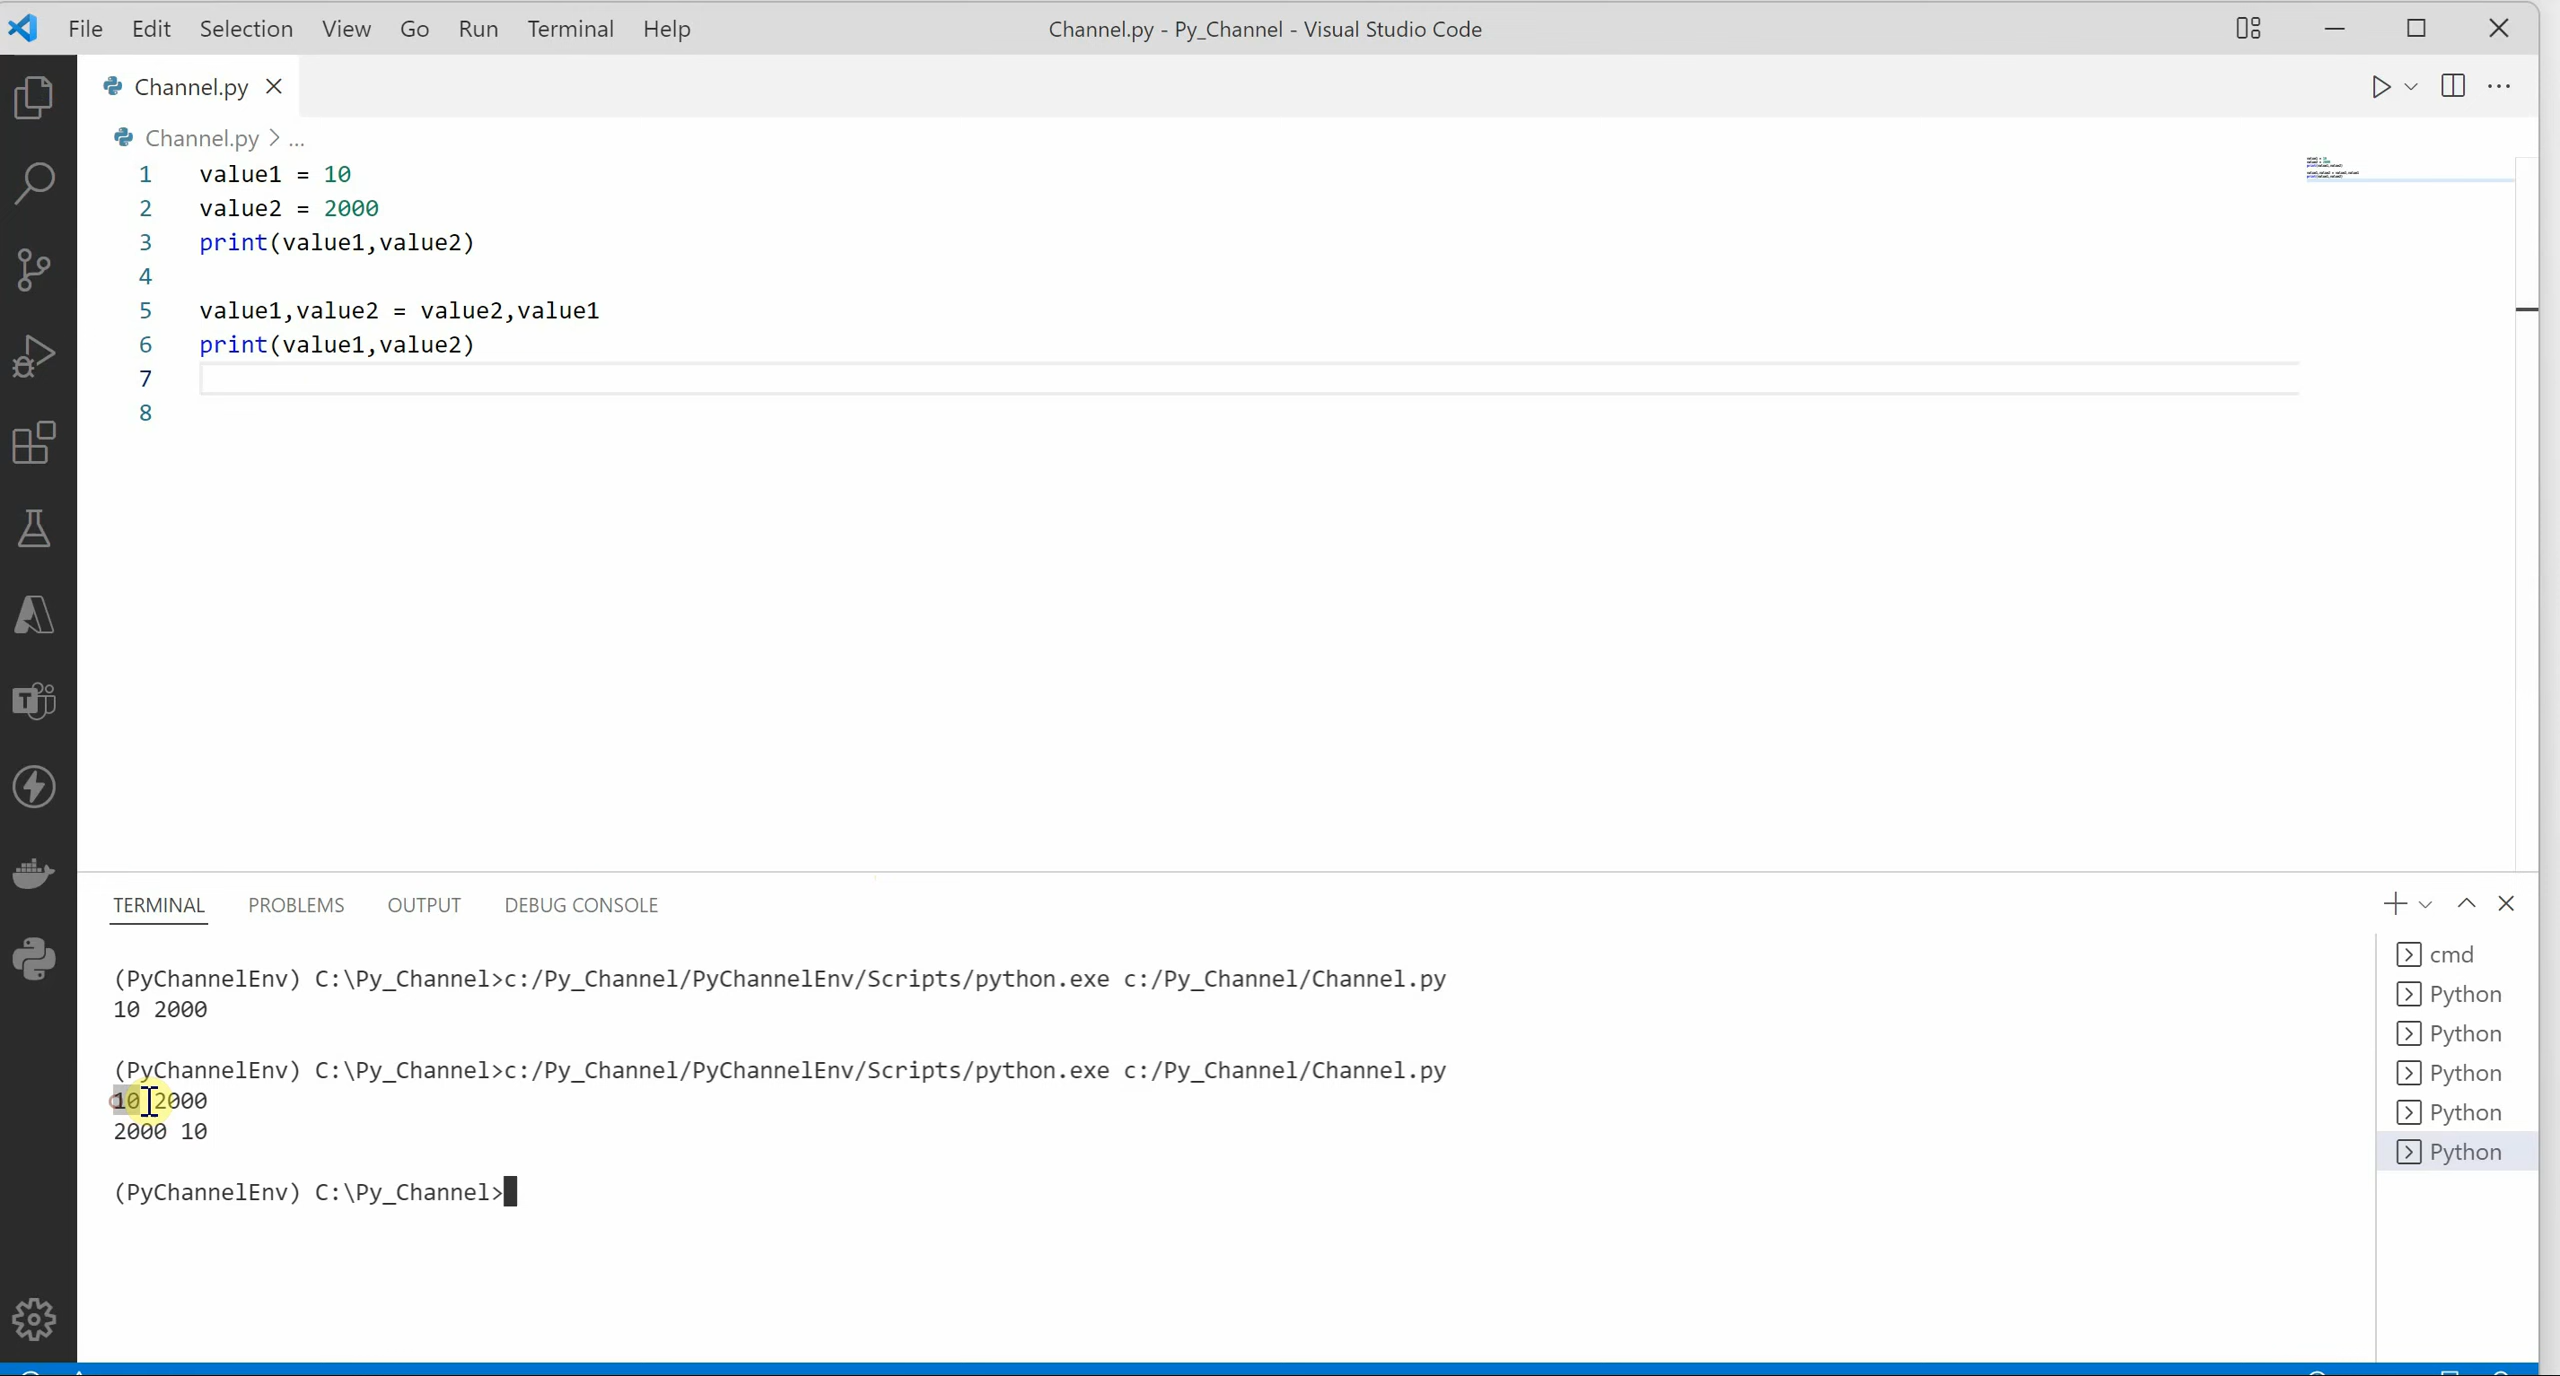 File Edit Selection View Go Run Terminal Help Channel.py - Py_Channel - Visual Studio Code
Channel.py
Channel.py > ...
1 value1 = 10
2 value2 = 2000
3 print(value1,value2)
4
5 value1,value2 = value2,value1
6 print(value1,value2)
7
8
TERMINAL PROBLEMS OUTPUT DEBUG CONSOLE
(PyChannelEnv) C:\Py_Channel>c:/Py_Channel/PyChannelEnv/Scripts/python.exe c:/Py_Channel/Channel.py
10 2000
(PyChannelEnv) C:\Py_Channel>c:/Py_Channel/PyChannelEnv/Scripts/python.exe c:/Py_Channel/Channel.py
10 2000
2000 10
(PyChannelEnv) C:\Py_Channel>
cmd
Python
Python
Python
Python
Python